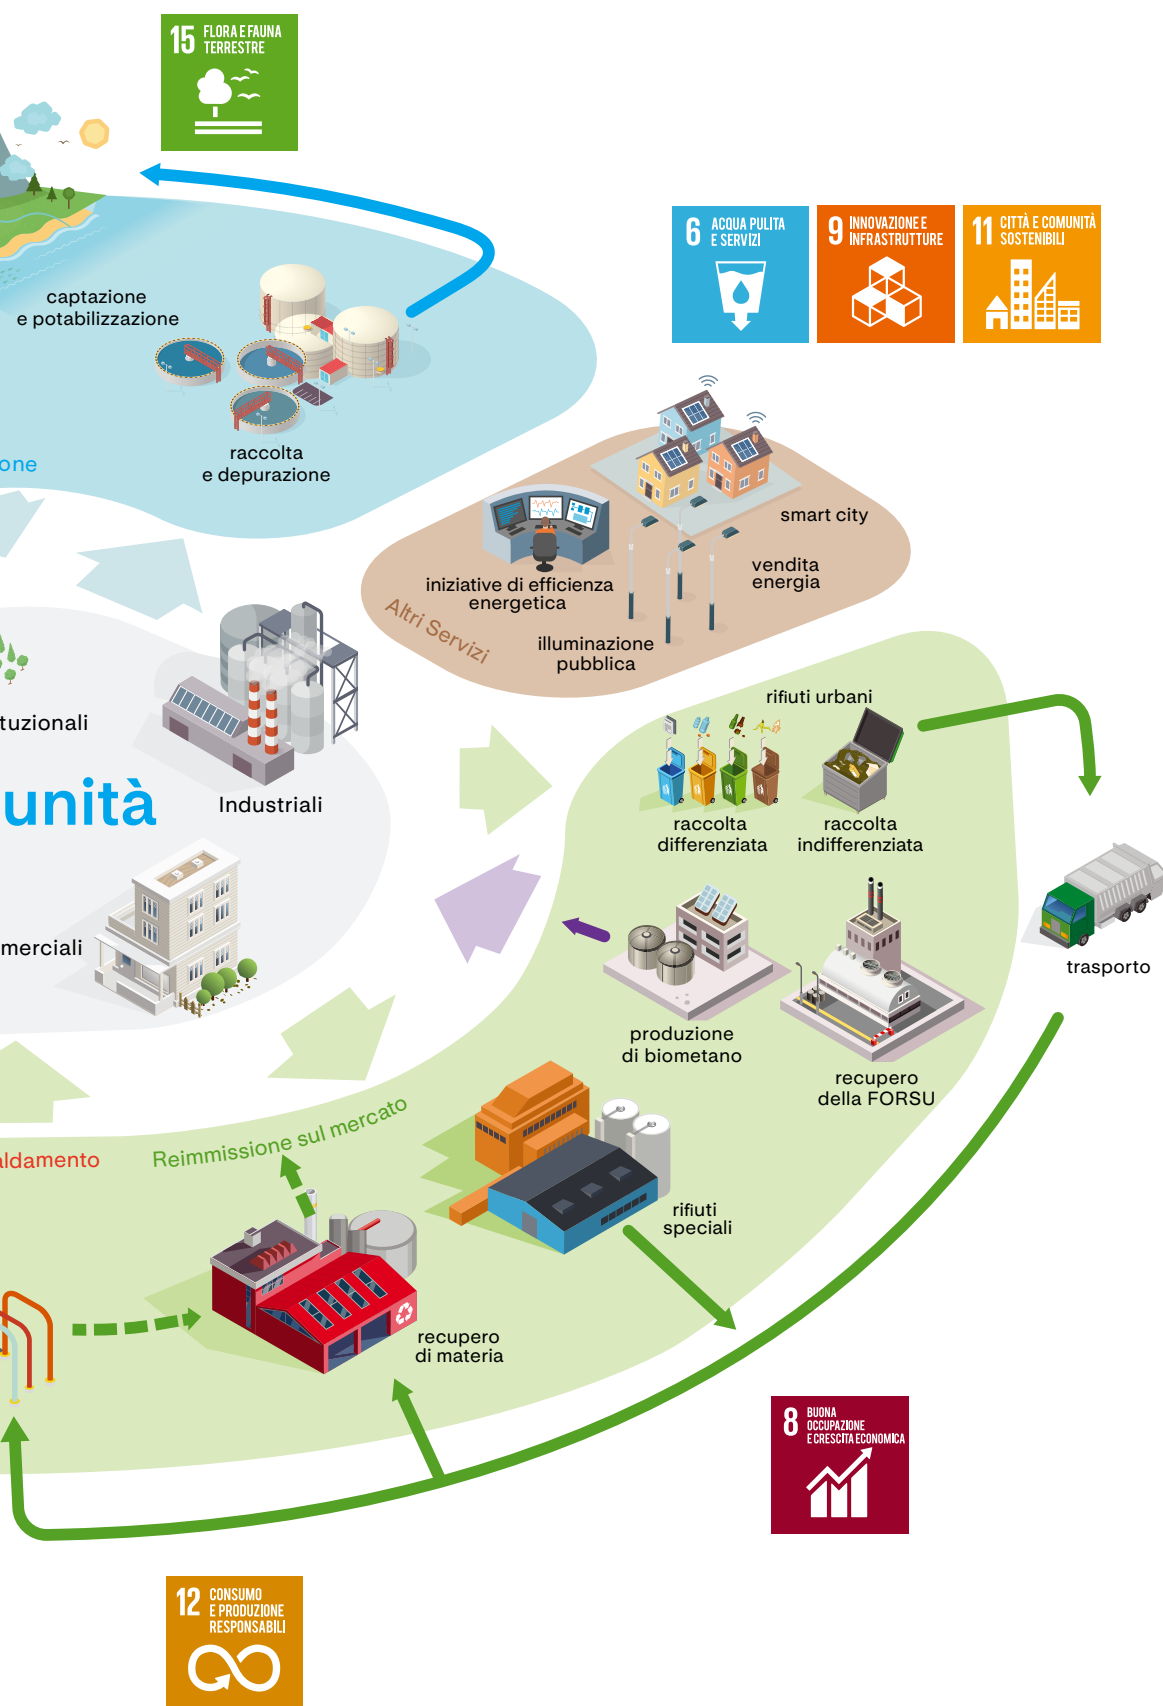 15 FLORA E FAUNA
TERRESTRE
6 ACQUA PULITA
E SERVIZI
9 INNOVAZIONE E
INFRASTRUTTURE
11 CITTÀ E COMUNITÀ
SOSTENIBILI
captazione
e potabilizzazione
raccolta
e depurazione
one
smart city
vendita
energia
iniziative di efficienza
energetica
Altri Servizi
illuminazione
pubblica
rifiuti urbani
tuzionali
unità
Industriali
raccolta
differenziata
raccolta
indifferenziata
merciali
trasporto
produzione
di biometano
recupero
della FORSU
aldamento
Reimmissione sul mercato
rifiuti
speciali
recupero
di materia
8 BUONA
OCCUPAZIONE
E CRESCITA ECONOMICA
12 CONSUMO
E PRODUZIONE
RESPONSABILI